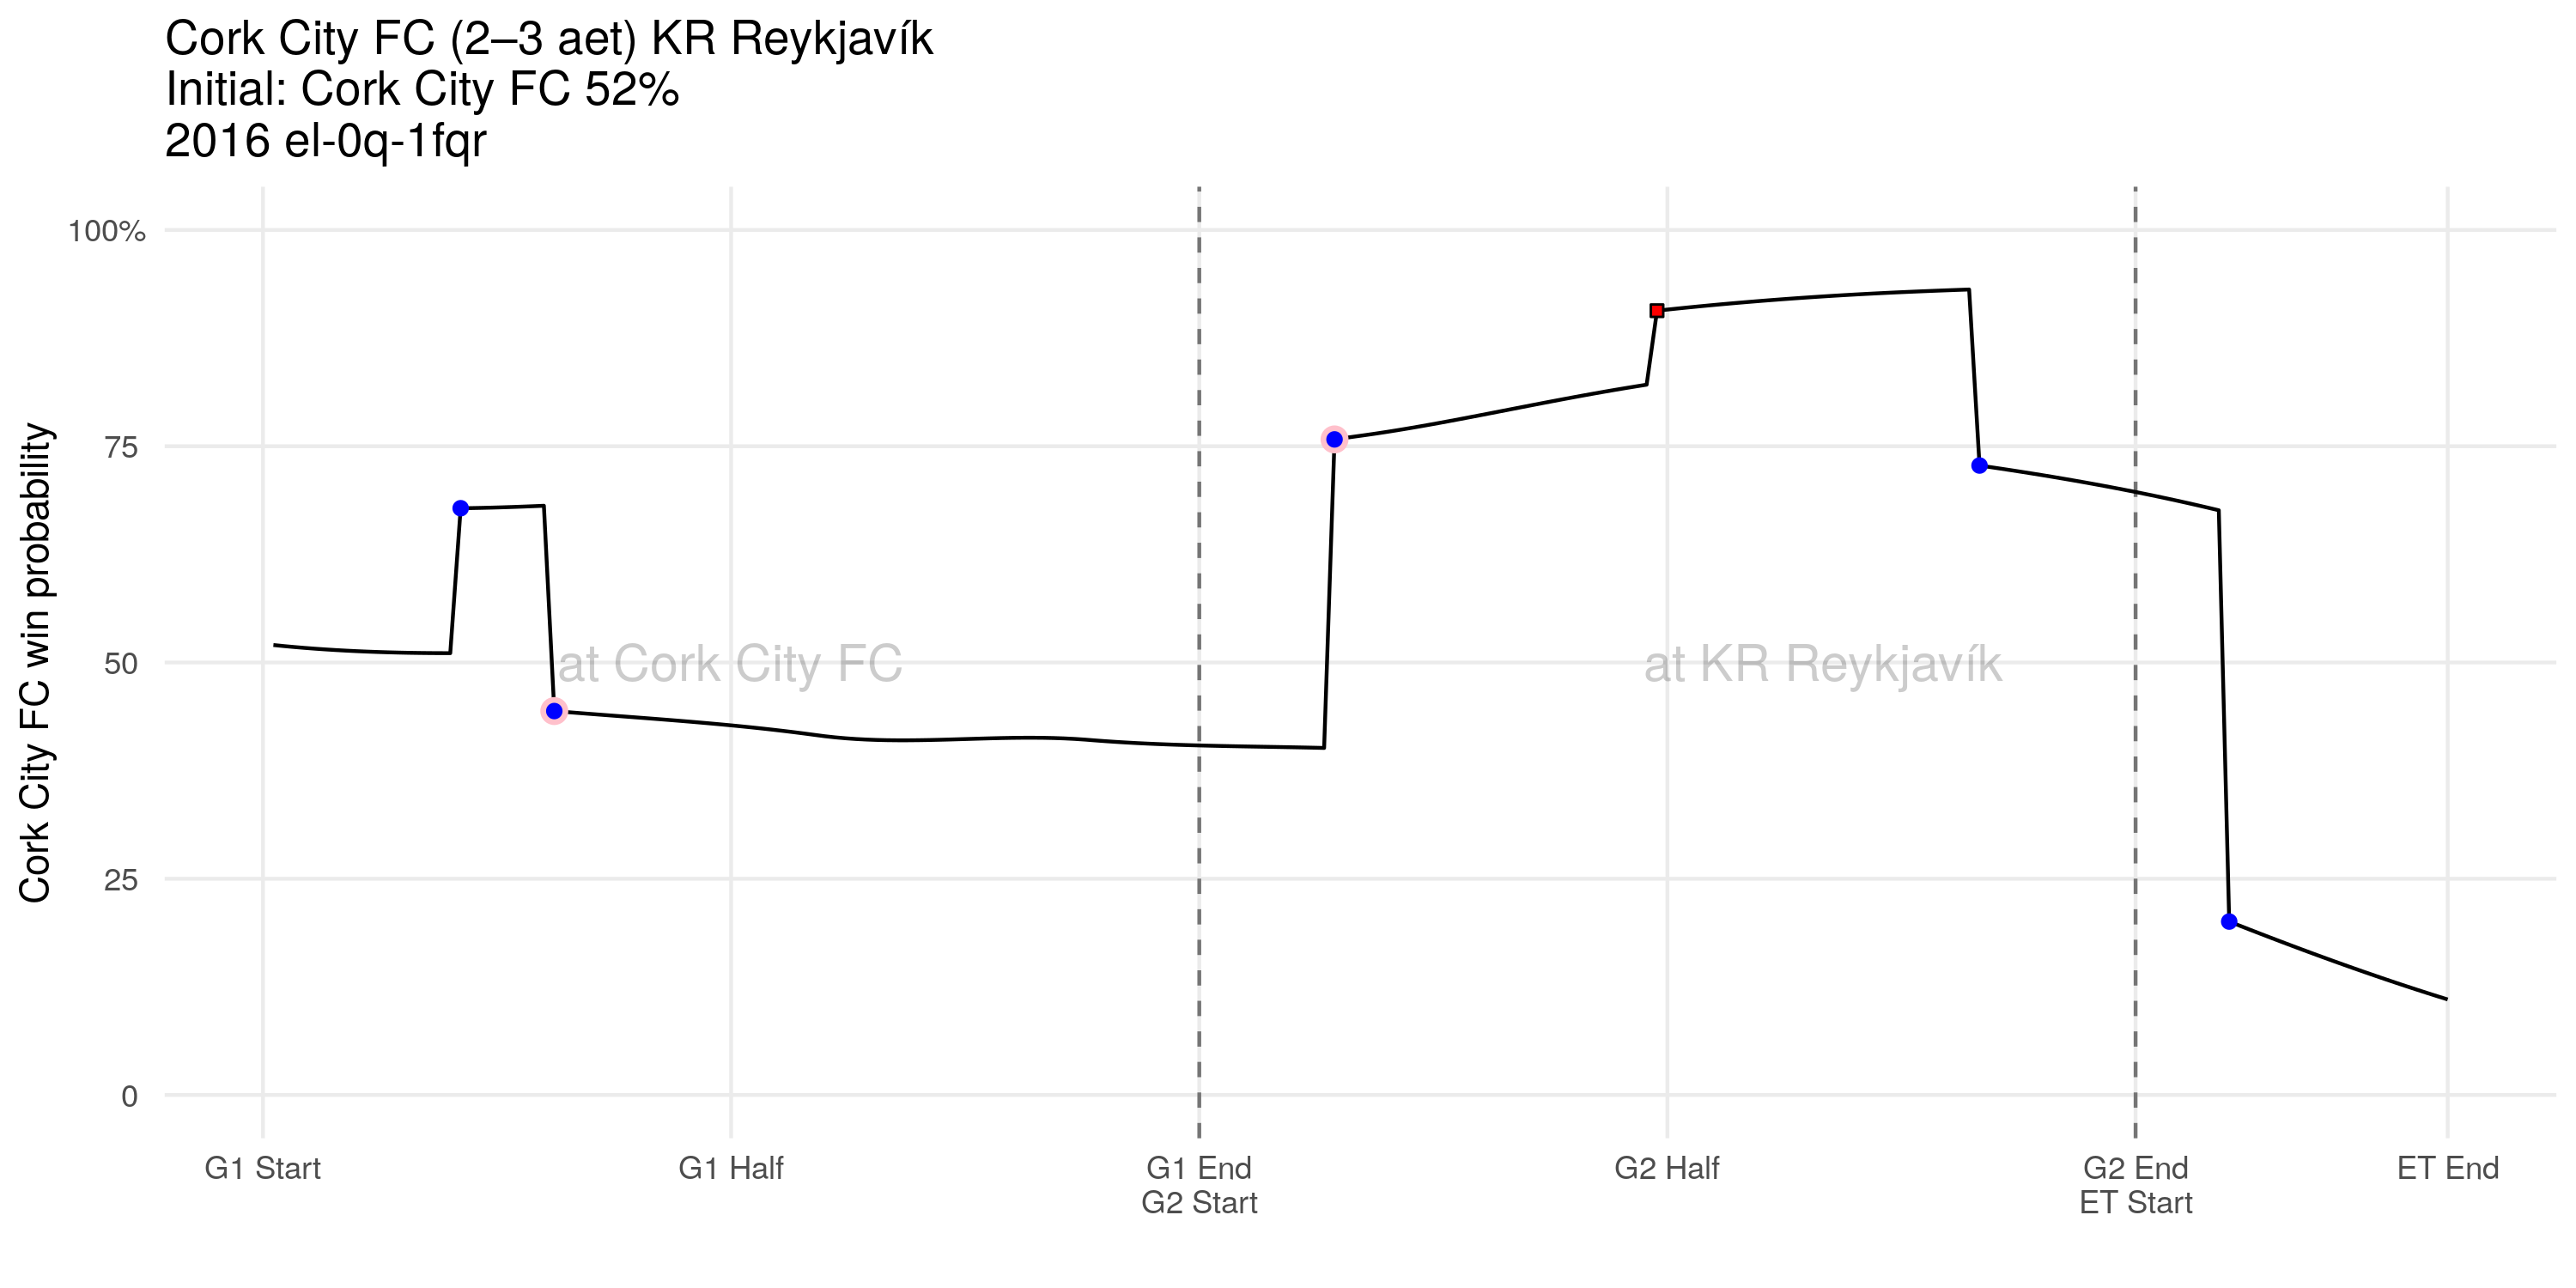 Cork City FC (2–3 aet) KR Reykjavík
Initial: Cork City FC 52%
2016 el-0q-1fqr
Cork City FC win probability
100%
75
50
25
0
at Cork City FC
at KR Reykjavík
G1 Start
G1 Half
G1 End
G2 Start
G2 Half
G2 End
ET Start
ET End